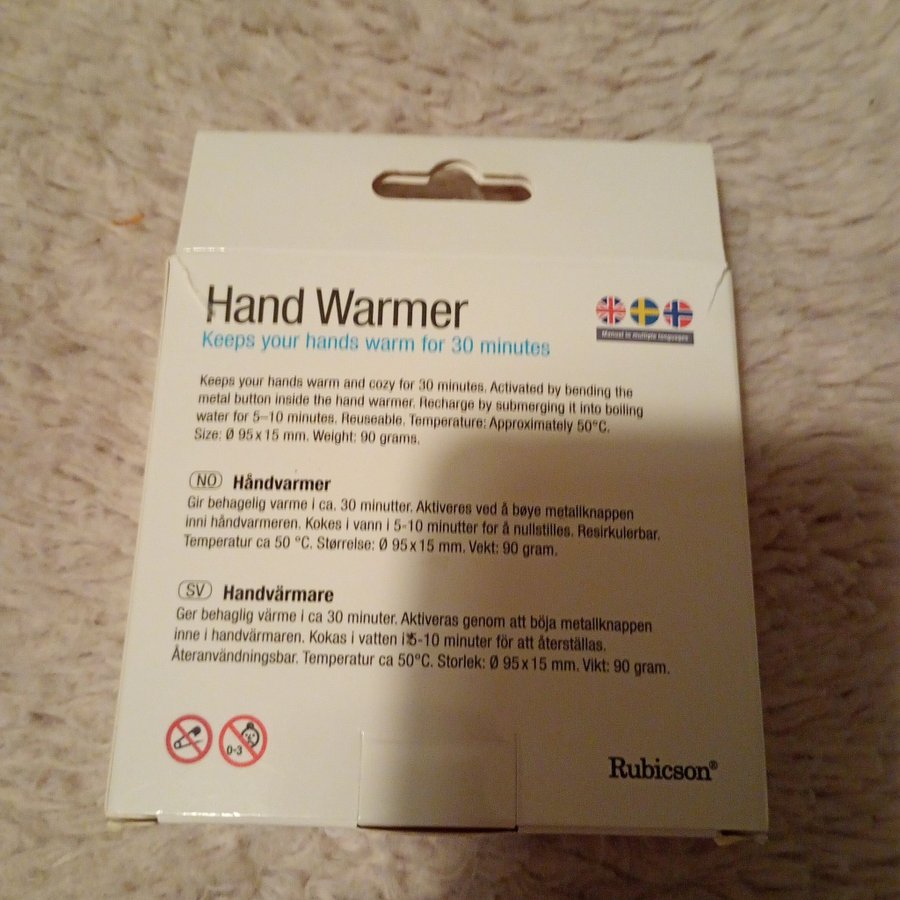 Hand Warmer
Keeps your hands warm for 30 minutes
Manual in multiple languages
Keeps your hands warm and cozy for 30 minutes. Activated by bending the
metal button inside the hand warmer. Recharge by submerging it into boiling
water for 5–10 minutes. Reuseable. Temperature: Approximately 50°C.
Size: Ø 95 x 15 mm. Weight: 90 grams.
NO Håndvarmer
Gir behagelig varme i ca. 30 minutter. Aktiveres ved å bøye metallknappen
inni håndvarmeren. Kokes i vann i 5-10 minutter for å nullstilles. Resirkulerbar.
Temperatur ca 50 °C. Størrelse: Ø 95 x 15 mm. Vekt: 90 gram.
SV Handvärmare
Ger behaglig värme i ca 30 minuter. Aktiveras genom att böja metallknappen
inne i handvärmaren. Kokas i vatten i 5-10 minuter för att återställas.
Återanvändningsbar. Temperatur ca 50°C. Storlek: Ø 95 x 15 mm. Vikt: 90 gram.
0-3
Rubicson®